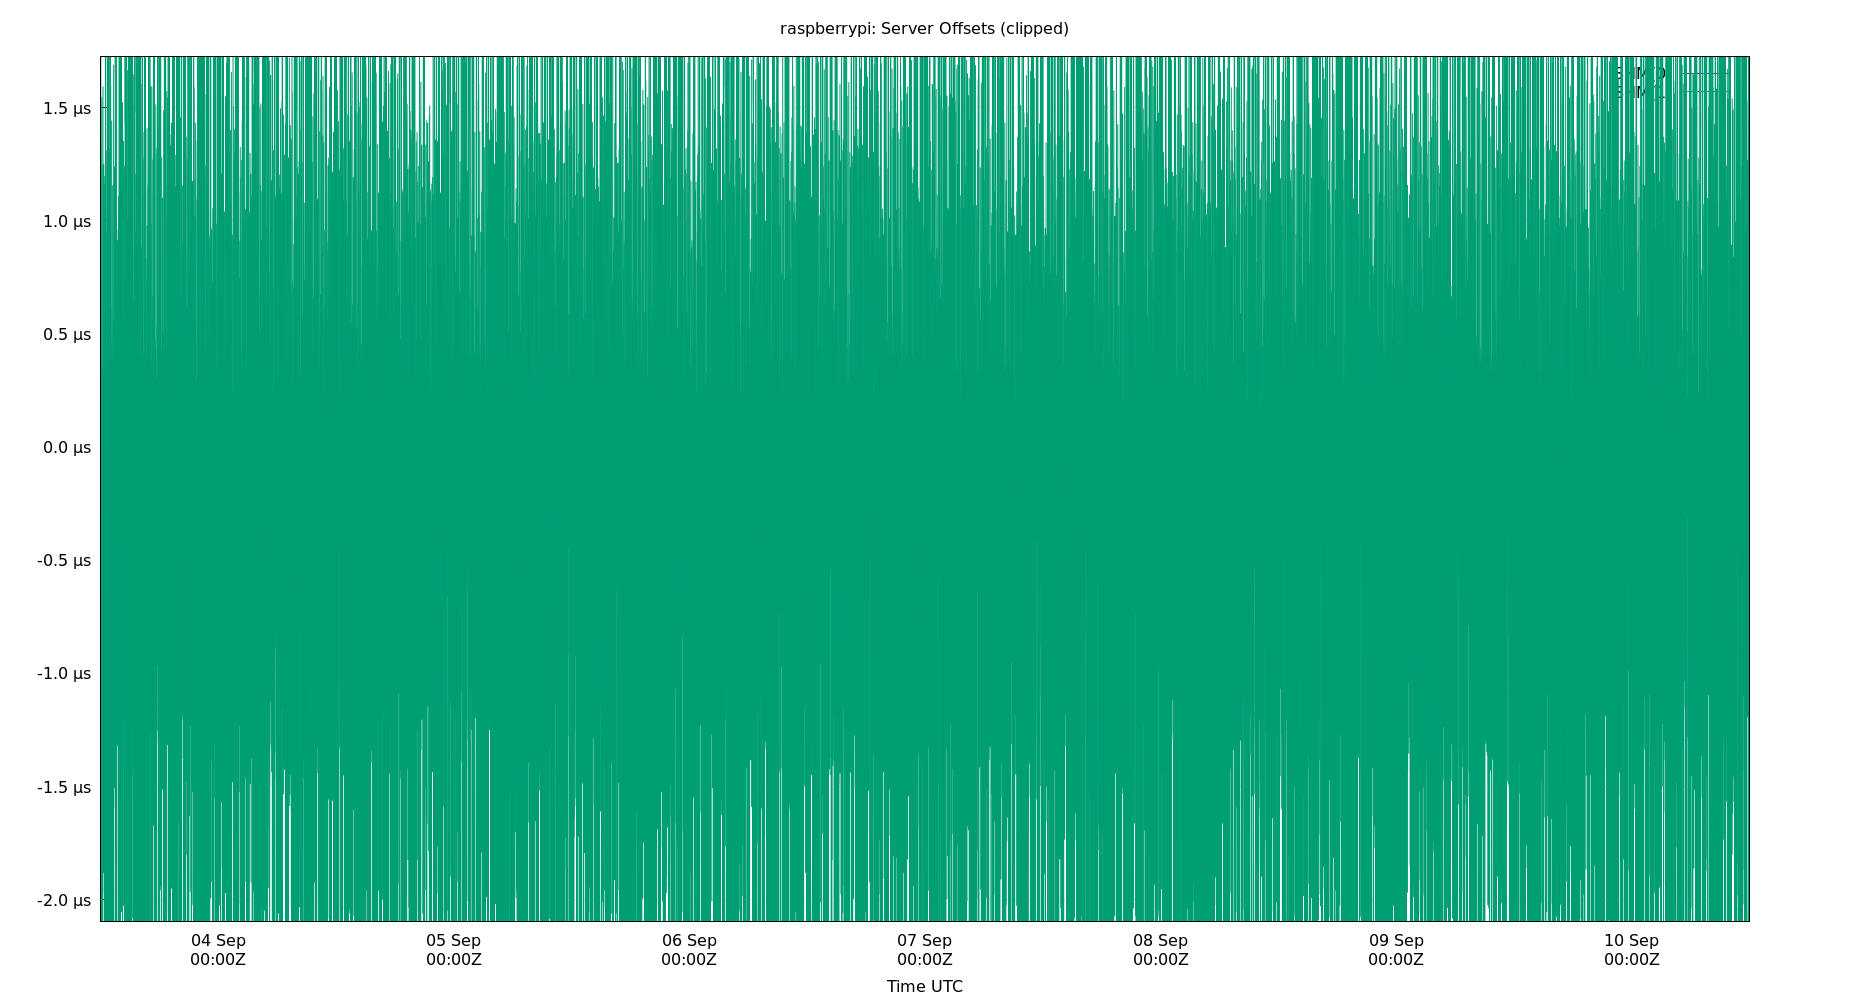 raspberrypi: Server Offsets (clipped)
1.5 µs
1.0 µs
0.5 µs
0.0 µs
-0.5 µs
-1.0 µs
-1.5 µs
-2.0 µs
04 Sep 05 Sep 06 Sep 07 Sep 08 Sep 09 Sep 10 Sep
00:00Z 00:00Z 00:00Z 00:00Z 00:00Z 00:00Z 00:00Z
Time UTC